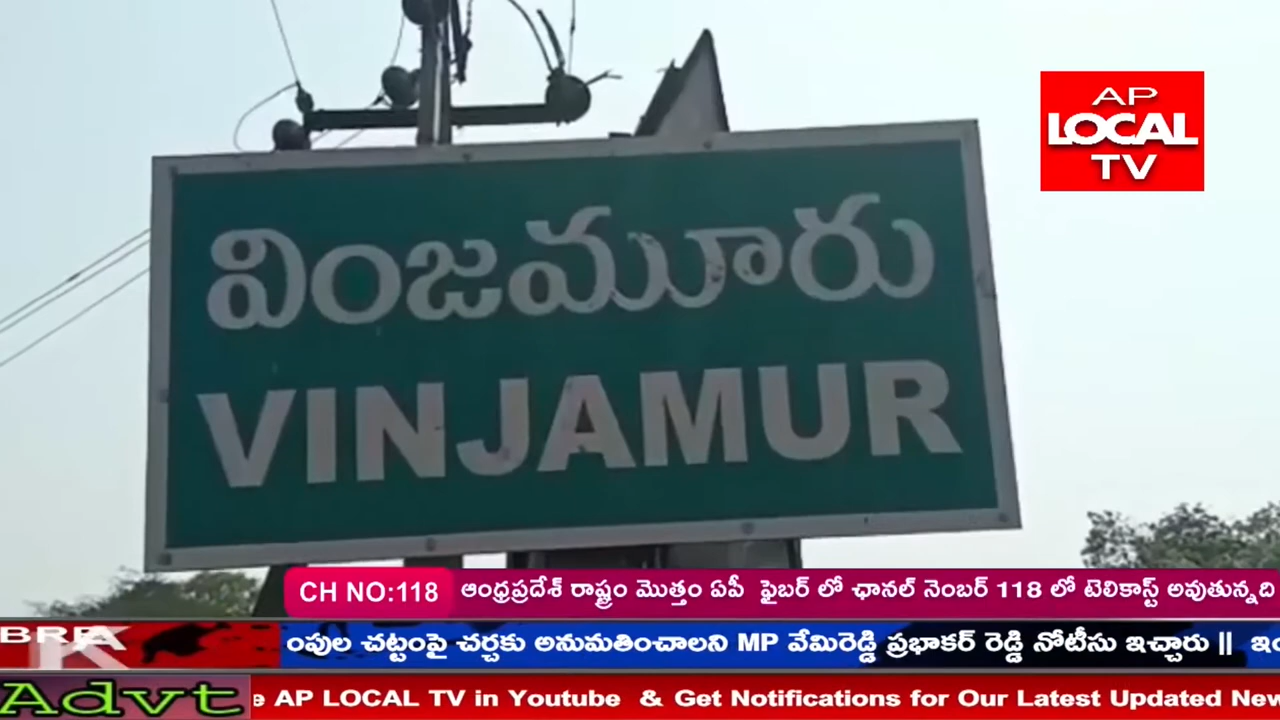 AP
LOCAL
TV
వింజమూరు
VINJAMUR
CH NO:118 ఆంధ్రప్రదేశ్ రాష్ట్రం మొత్తం ఏపీ ఫైబర్ లో ఛానల్ నెంబర్ 118 లో టెలికాస్ట్ అవుతున్నది
ంపుల చట్టంపై చర్చకు అనుమతించాలని MP వేమిరెడ్డి ప్రభాకర్ రెడ్డి నోటీసు ఇచ్చారు ||
Advt e AP LOCAL TV in Youtube & Get Notifications for Our Latest Updated New